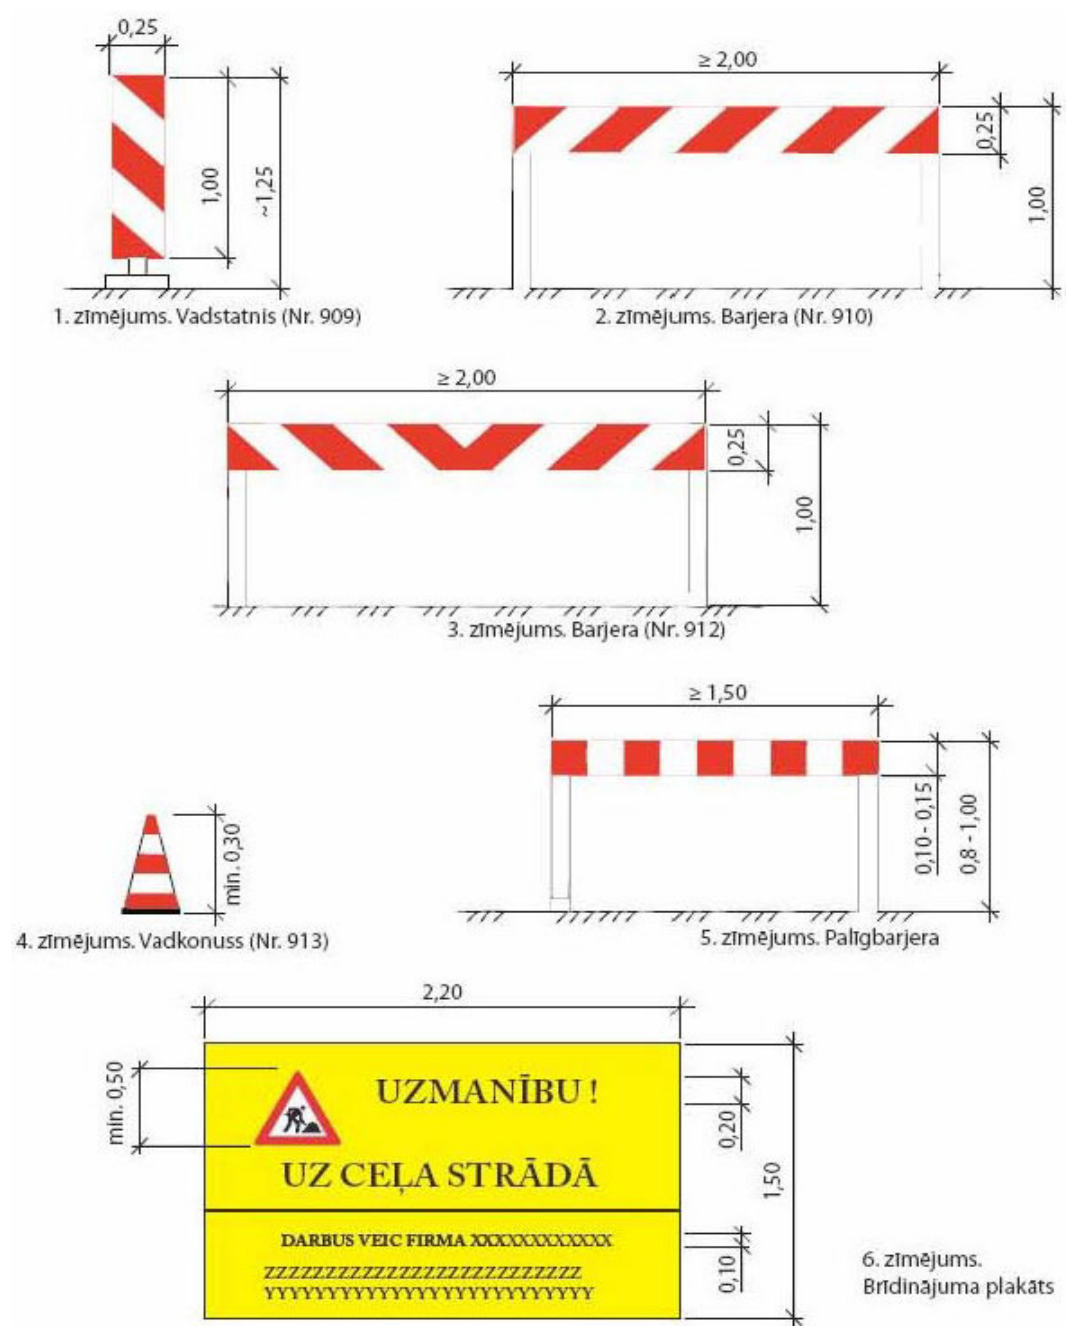 0,25
1,00
~1,25
1. zīmējums. Vadstatnis (Nr. 909)
≥ 2,00
0,25
1,00
2. zīmējums. Barjera (Nr. 910)
≥ 2,00
0,25
1,00
3. zīmējums. Barjera (Nr. 912)
min. 0,30
4. zīmējums. Vadkonuss (Nr. 913)
≥ 1,50
0,10 - 0,15
0,8 - 1,00
5. zīmējums. Palīgbarjera
2,20
min. 0,50
UZMANĪBU !
0,20
UZ CEĻA STRĀDĀ
1,50
DARBUS VEIC FIRMA XXXXXXXXXXXXX
0,10
ZZZZZZZZZZZZZZZZZZZZZZZZZZ
YYYYYYYYYYYYYYYYYYYYYYYYYY
6. zīmējums.
Brīdinājuma plakāts